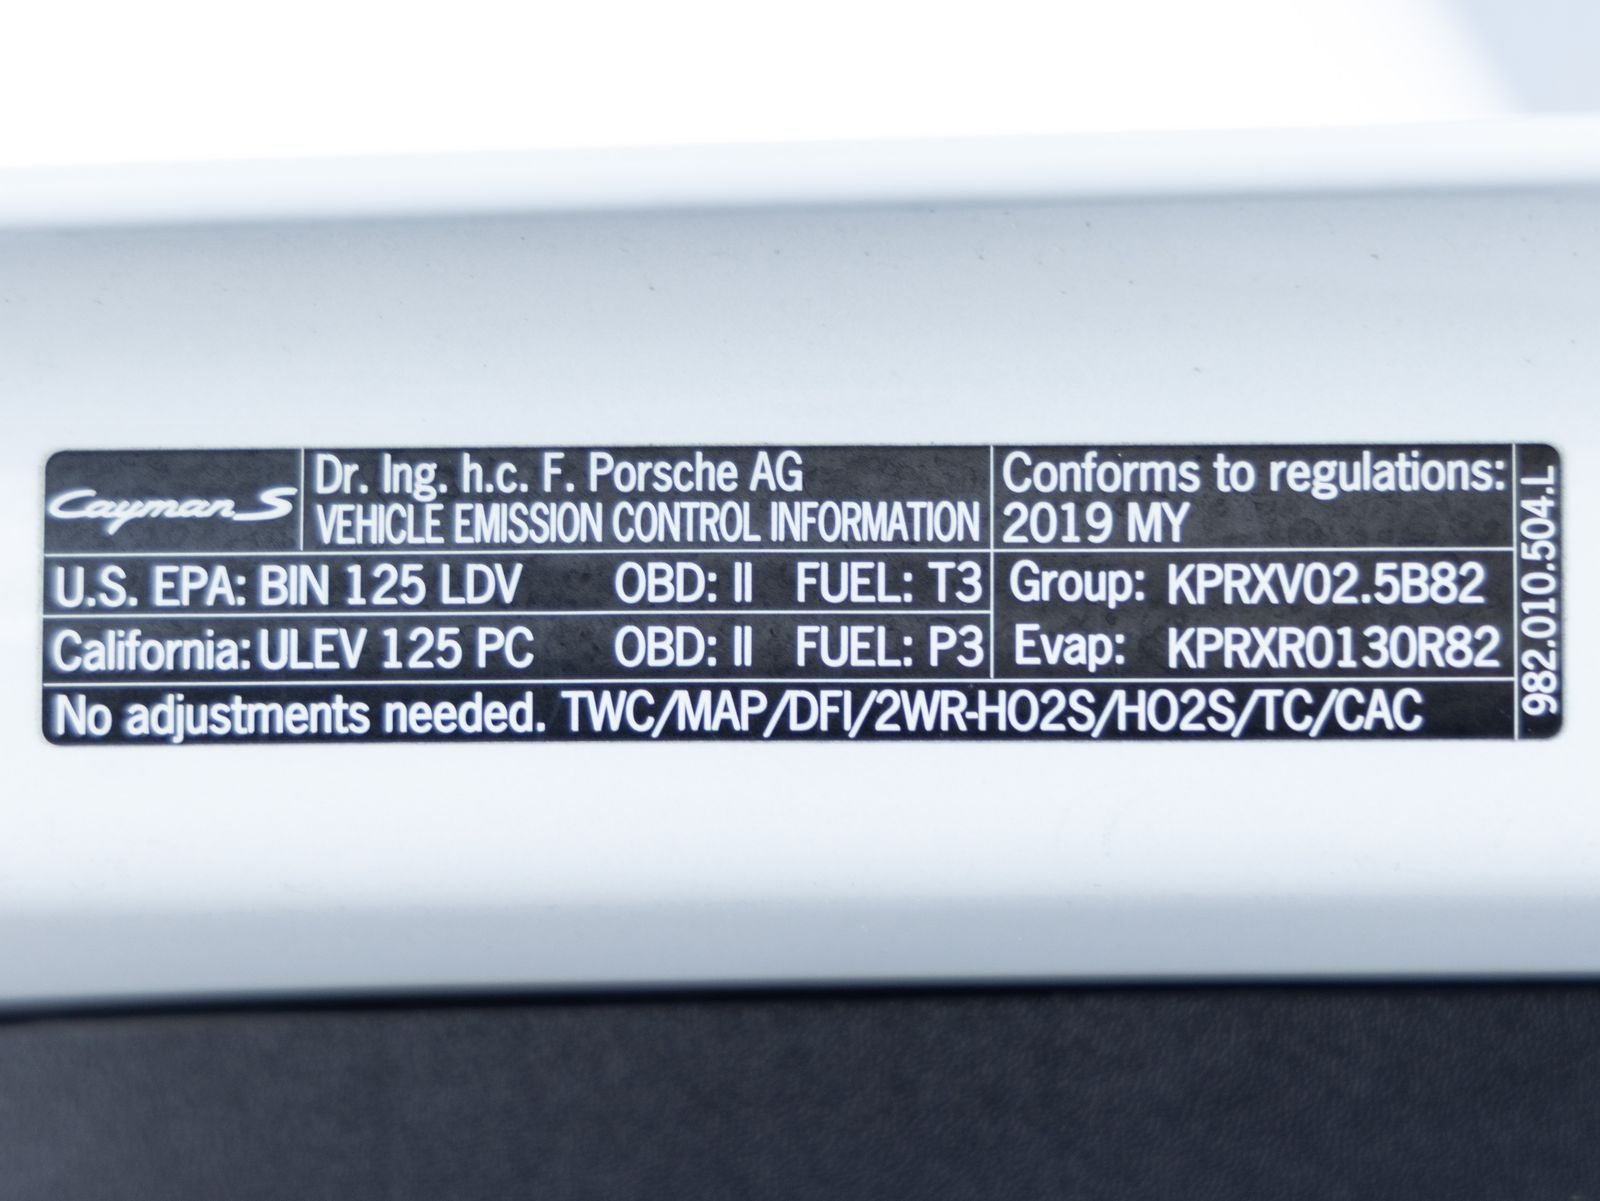 Cayman S
Dr. Ing. h.c. F. Porsche AG
VEHICLE EMISSION CONTROL INFORMATION
Conforms to regulations:
2019 MY
U.S. EPA: BIN 125 LDV OBD: II FUEL: T3
Group: KPRXV02.5B82
California: ULEV 125 PC OBD: II FUEL: P3
Evap: KPRXR0130R82
No adjustments needed. TWC/MAP/DFI/2WR-HO2S/HO2S/TC/CAC
982.010.504.L